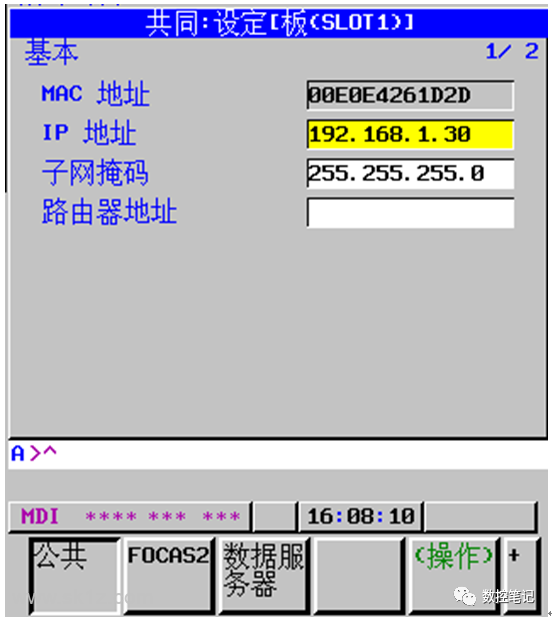 共同:设定[板(SLOT1)]
基本 1/ 2
MAC 地址 00E0E4261D2D
IP 地址 192.168.1.30
子网掩码 255.255.255.0
路由器地址
A>^
MDI **** *** *** 16:08:10
公共 FOCAS2 数据服务器 (操作) +
数控笔记